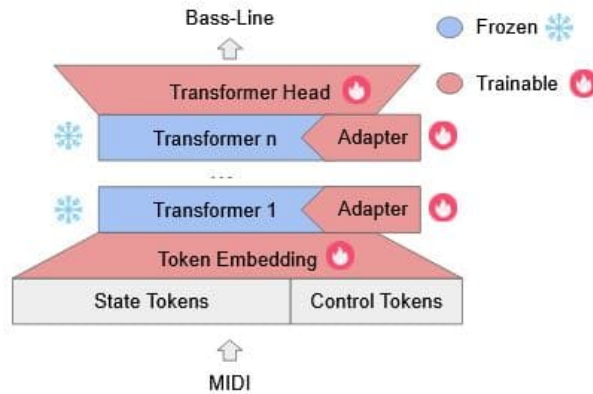 Bass-Line
Frozen
Trainable
Transformer Head
Transformer n
Adapter
...
Transformer 1
Adapter
Token Embedding
State Tokens
Control Tokens
MIDI